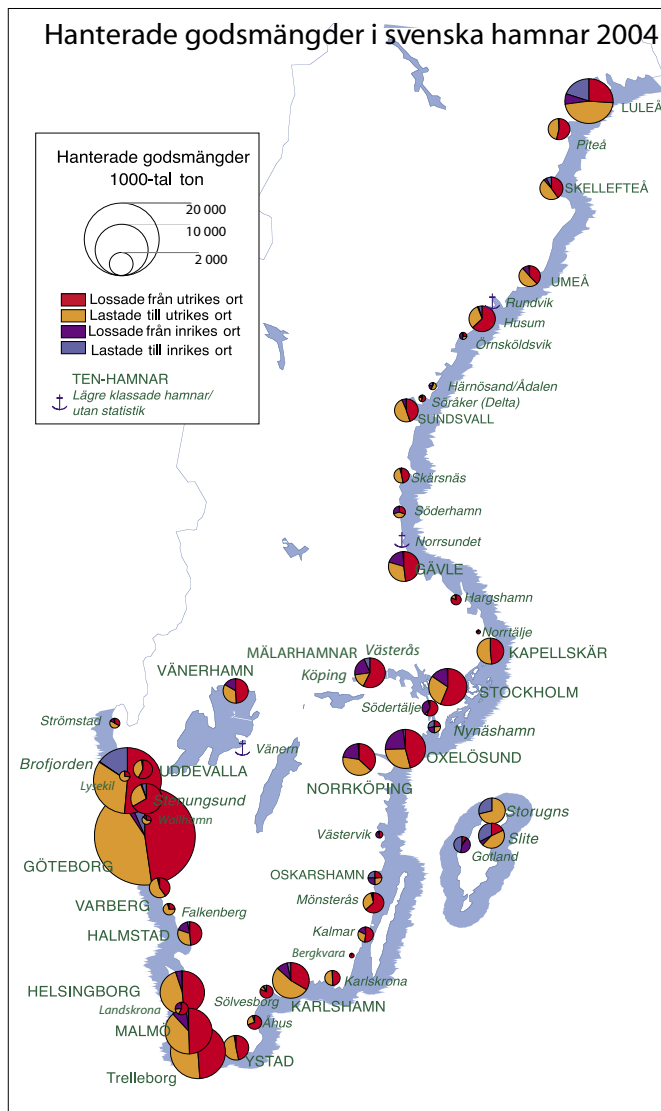 Hanterade godsmängder i svenska hamnar 2004
Hanterade godsmängder
1000-tal ton
20 000
10 000
2 000
Lossade från utrikes ort
Lastade till utrikes ort
Lossade från inrikes ort
Lastade till inrikes ort
TEN-HAMNAR
Lägre klassade hamnar/
utan statistik
LULEÅ
Piteå
SKELLEFTEÅ
UMEÅ
Rundvik
Husum
Örnsköldsvik
Härnösand/Ådalen
Söråker (Delta)
SUNDSVALL
Skärsnäs
Söderhamn
Norrsundet
GÄVLE
Hargshamn
Norrtälje
KAPELLSKÄR
MÄLARHAMNAR
Västerås
Köping
VÄNERHAMN
STOCKHOLM
Södertälje
Nynäshamn
Strömstad
Vänern
OXELÖSUND
Brofjorden
UDDEVALLA
Lysekil
NORRKÖPING
Stenungsund
Wallhamn
Storugns
Slite
Gotland
Västervik
GÖTEBORG
OSKARSHAMN
Mönsterås
VARBERG
Falkenberg
HALMSTAD
Kalmar
Bergkvara
Karlskrona
HELSINGBORG
Sölvesborg
KARLSHAMN
Landskrona
Åhus
MALMÖ
YSTAD
Trelleborg